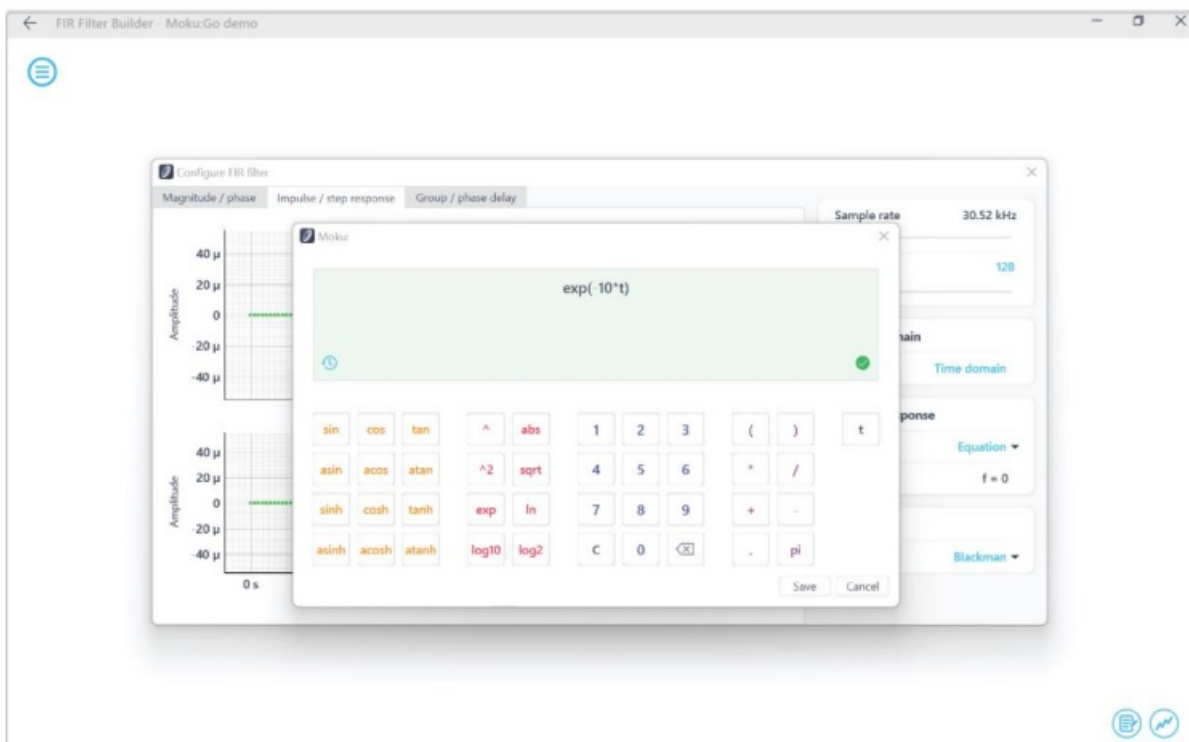 FIR Filter Builder - Moku:Go demo
Configure FIR filter
Magnitude / phase Impulse / step response Group / phase delay
Sample rate 30.52 kHz
128
Time domain
Equation
f = 0
Blackman
40 µ
20 µ
0
-20 µ
-40 µ
Amplitude
40 µ
20 µ
0
-20 µ
-40 µ
Amplitude
0 s
Moku:
exp(-10*t)
sin cos tan ^ abs 1 2 3 ( ) t
asin acos atan ^2 sqrt 4 5 6 * /
sinh cosh tanh exp ln 7 8 9 + -
asinh acosh atanh log10 log2 C 0 . pi
Save Cancel